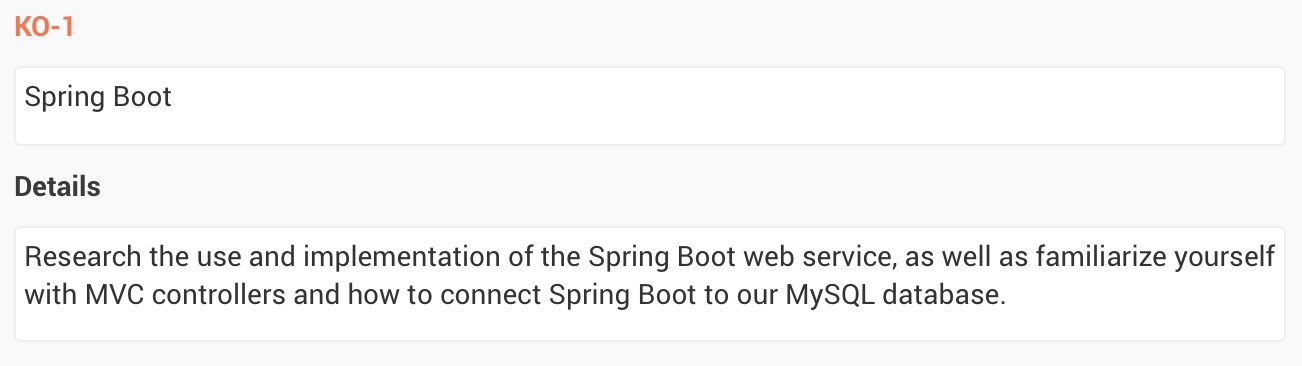 KO-1
Spring Boot
Details
Research the use and implementation of the Spring Boot web service, as well as familiarize yourself
with MVC controllers and how to connect Spring Boot to our MySQL database.